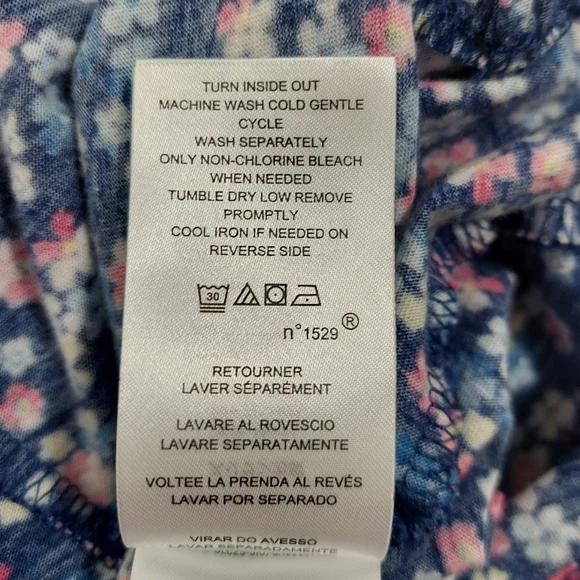 TURN INSIDE OUT
MACHINE WASH COLD GENTLE
CYCLE
WASH SEPARATELY
ONLY NON-CHLORINE BLEACH
WHEN NEEDED
TUMBLE DRY LOW REMOVE
PROMPTLY
COOL IRON IF NEEDED ON
REVERSE SIDE
30
n°1529®
RETOURNER
LAVER SÉPARÉMENT
LAVARE AL ROVESCIO
LAVARE SEPARATAMENTE
VOLTEE LA PRENDA AL REVÉS
LAVAR POR SEPARADO
VIRAR DO AVESSO
LAVAR SEPARADAMENTE